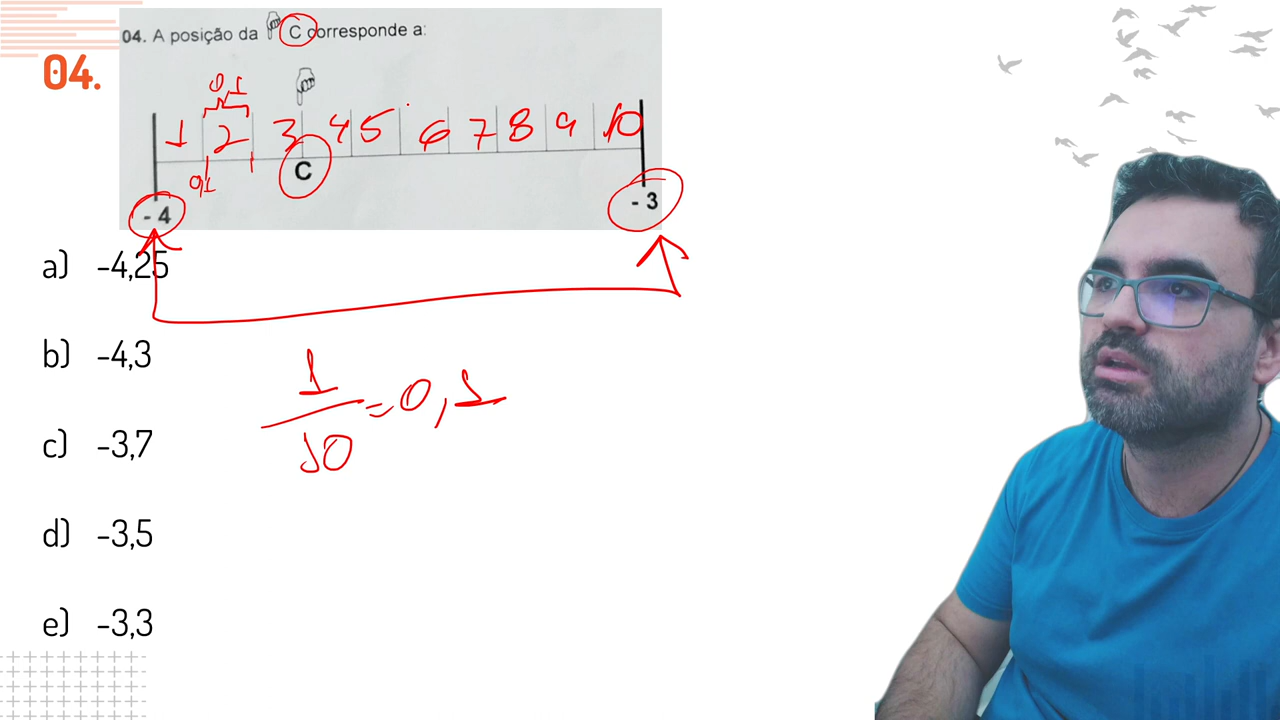 04. A posição da C corresponde a:
04.
0,1
1 2 3 4 5 6 7 8 9 10
C
0,1
- 4 - 3
a) -4,25
b) -4,3
1
/10 = 0,1
c) -3,7
d) -3,5
e) -3,3